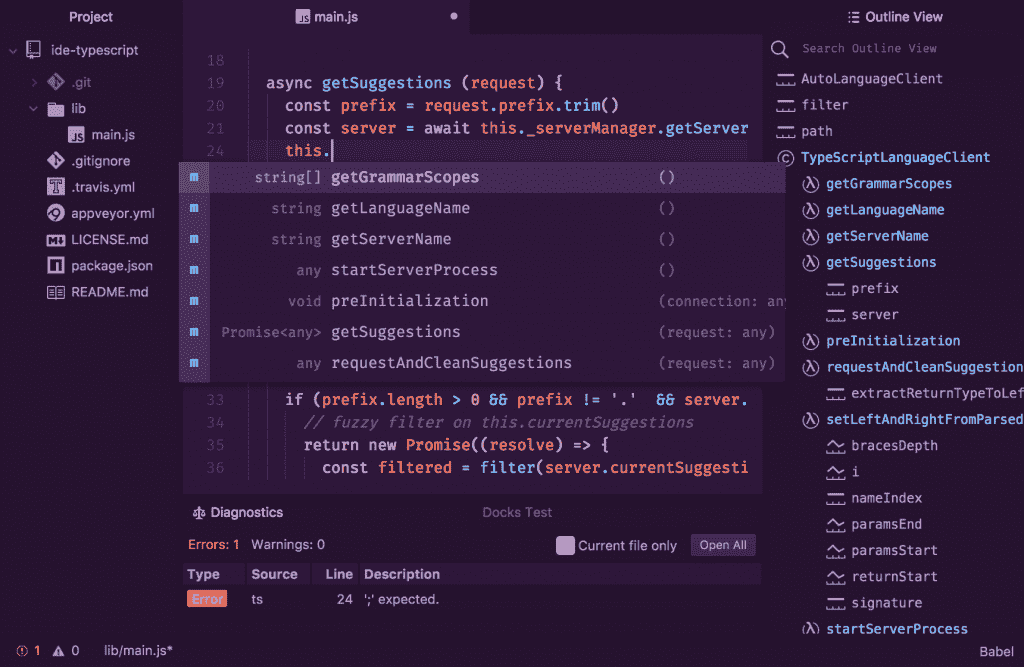 Project
ide-typescript
.git
lib
JS main.js
.gitignore
.travis.yml
appveyor.yml
LICENSE.md
package.json
README.md
JS main.js
18
19 async getSuggestions (request) {
20 const prefix = request.prefix.trim()
21 const server = await this._serverManager.getServer
24 this.
m string[] getGrammarScopes ()
m string getLanguageName ()
m string getServerName ()
m any startServerProcess ()
m void preInitialization (connection: any
m Promise<any> getSuggestions (request: any)
m any requestAndCleanSuggestions (request: any)
33 if (prefix.length > 0 && prefix != '.' && server.
34 // fuzzy filter on this.currentSuggestions
35 return new Promise((resolve) => {
36 const filtered = filter(server.currentSuggesti
Diagnostics Docks Test
Errors: 1 Warnings: 0 Current file only Open All
Type Source Line Description
Error ts 24 ';' expected.
Outline View
Search Outline View
AutoLanguageClient
filter
path
C TypeScriptLanguageClient
λ getGrammarScopes
λ getLanguageName
λ getServerName
λ getSuggestions
prefix
server
λ preInitialization
λ requestAndCleanSuggestion
extractReturnTypeToLef
λ setLeftAndRightFromParsed
bracesDepth
i
nameIndex
paramsEnd
paramsStart
returnStart
signature
λ startServerProcess
1 0 lib/main.js* Babel